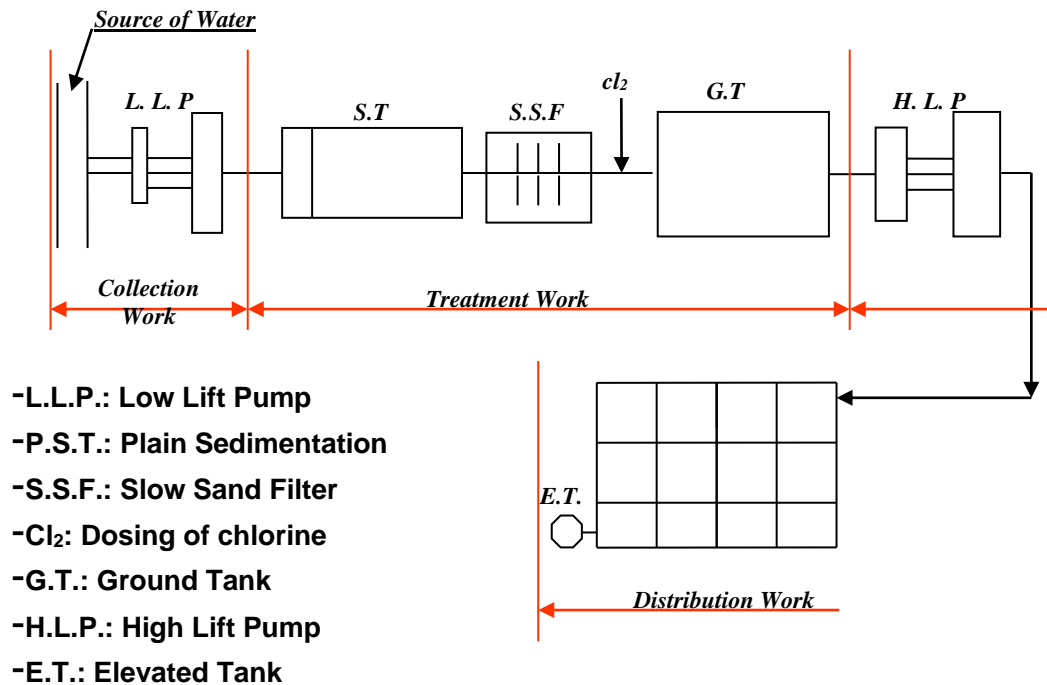 Source of Water
L. L. P
S.T
S.S.F
cl₂
G.T
H. L. P
Collection
Work
Treatment Work
-L.L.P.: Low Lift Pump
-P.S.T.: Plain Sedimentation
-S.S.F.: Slow Sand Filter
-Cl₂: Dosing of chlorine
-G.T.: Ground Tank
-H.L.P.: High Lift Pump
-E.T.: Elevated Tank
E.T.
Distribution Work